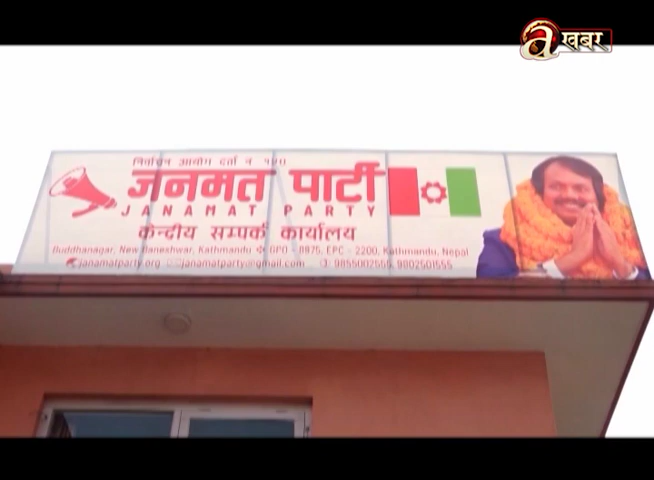 a खबर
निर्वाचन आयोग दर्ता नं १७०
जनमत पार्टी
JANAMAT PARTY
केन्द्रीय सम्पर्क कार्यालय
Buddhanagar, New Baneshwar, Kathmandu GPO - 8975, EPC - 2200, Kathmandu, Nepal
janamatparty.org janamatparty@gmail.com 9855002555, 9802501555